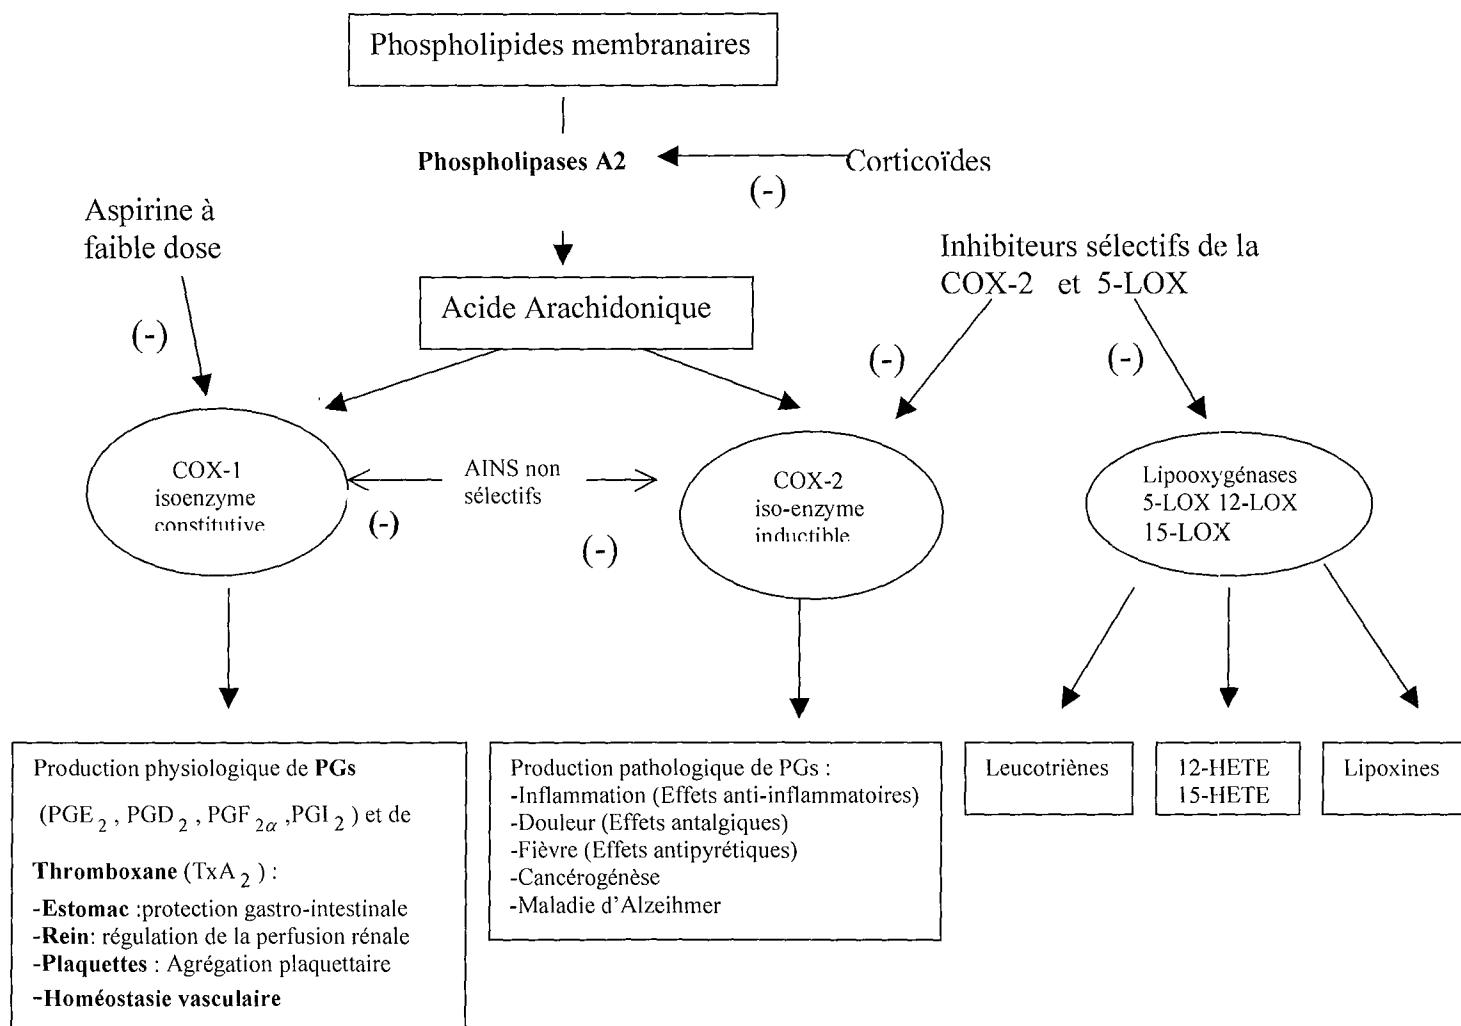 Phospholipides membranaires
Phospholipases A2
Corticoïdes
(-)
Aspirine à
faible dose
(-)
Inhibiteurs sélectifs de la
COX-2 et 5-LOX
Acide Arachidonique
(-)
(-)
COX-1
isoenzyme
constitutive
AINS non
sélectifs
(-)
(-)
COX-2
iso-enzyme
inductible
Lipooxygénases
5-LOX 12-LOX
15-LOX
Production physiologique de PGs
(PGE₂ , PGD₂ , PGF₂α ,PGI₂ ) et de
Thromboxane (TxA₂ ) :
-Estomac :protection gastro-intestinale
-Rein: régulation de la perfusion rénale
-Plaquettes : Agrégation plaquettaire
-Homéostasie vasculaire
Production pathologique de PGs :
-Inflammation (Effets anti-inflammatoires)
-Douleur (Effets antalgiques)
-Fièvre (Effets antipyrétiques)
-Cancérogénèse
-Maladie d'Alzeihmer
Leucotriènes
12-HETE
15-HETE
Lipoxines